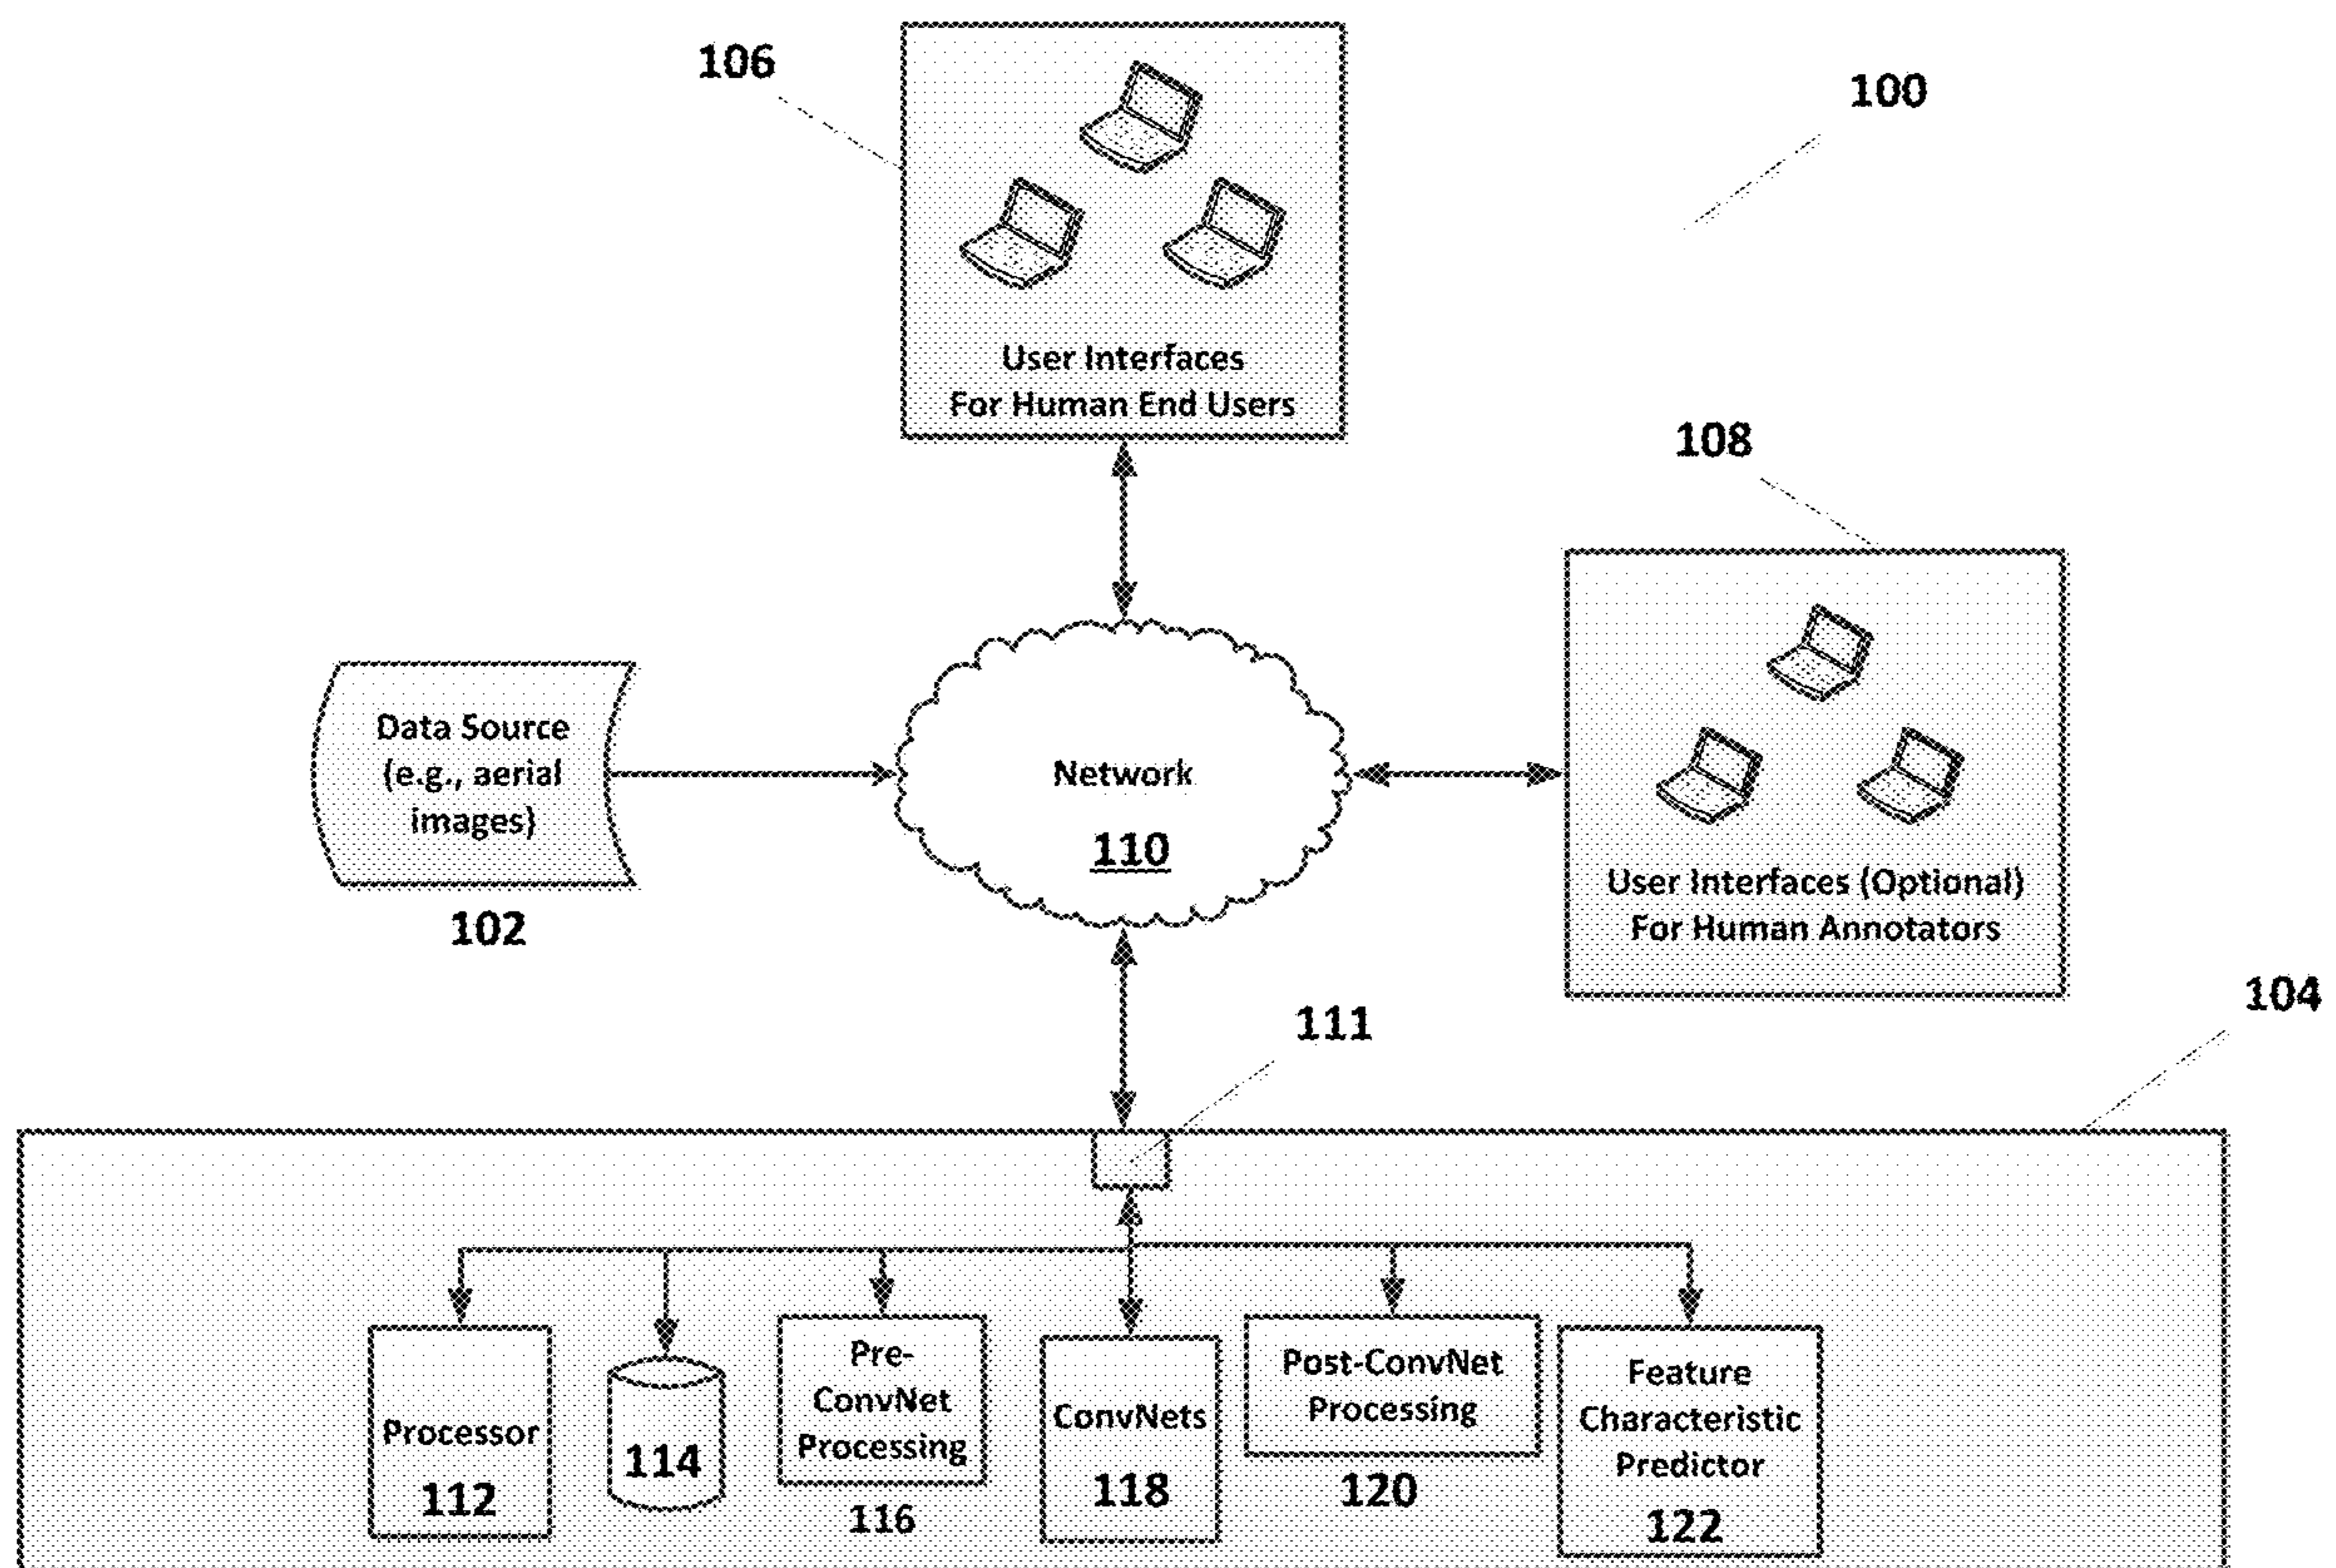 106
100
User Interfaces
For Human End Users
108
Data Source
(e.g., aerial
images)
102
Network
110
User Interfaces (Optional)
For Human Annotators
104
111
Processor
112
114
Pre-
ConvNet
Processing
116
ConvNets
118
Post-ConvNet
Processing
120
Feature
Characteristic
Predictor
122